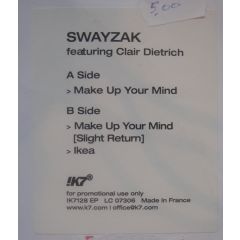 5,00
SWAYZAK
featuring Clair Dietrich
A Side
> Make Up Your Mind
B Side
> Make Up Your Mind
[Slight Return]
> Ikea
!K7®
for promotional use only
!K7128 EP LC 07306 Made in France
www.k7.com | office@k7.com